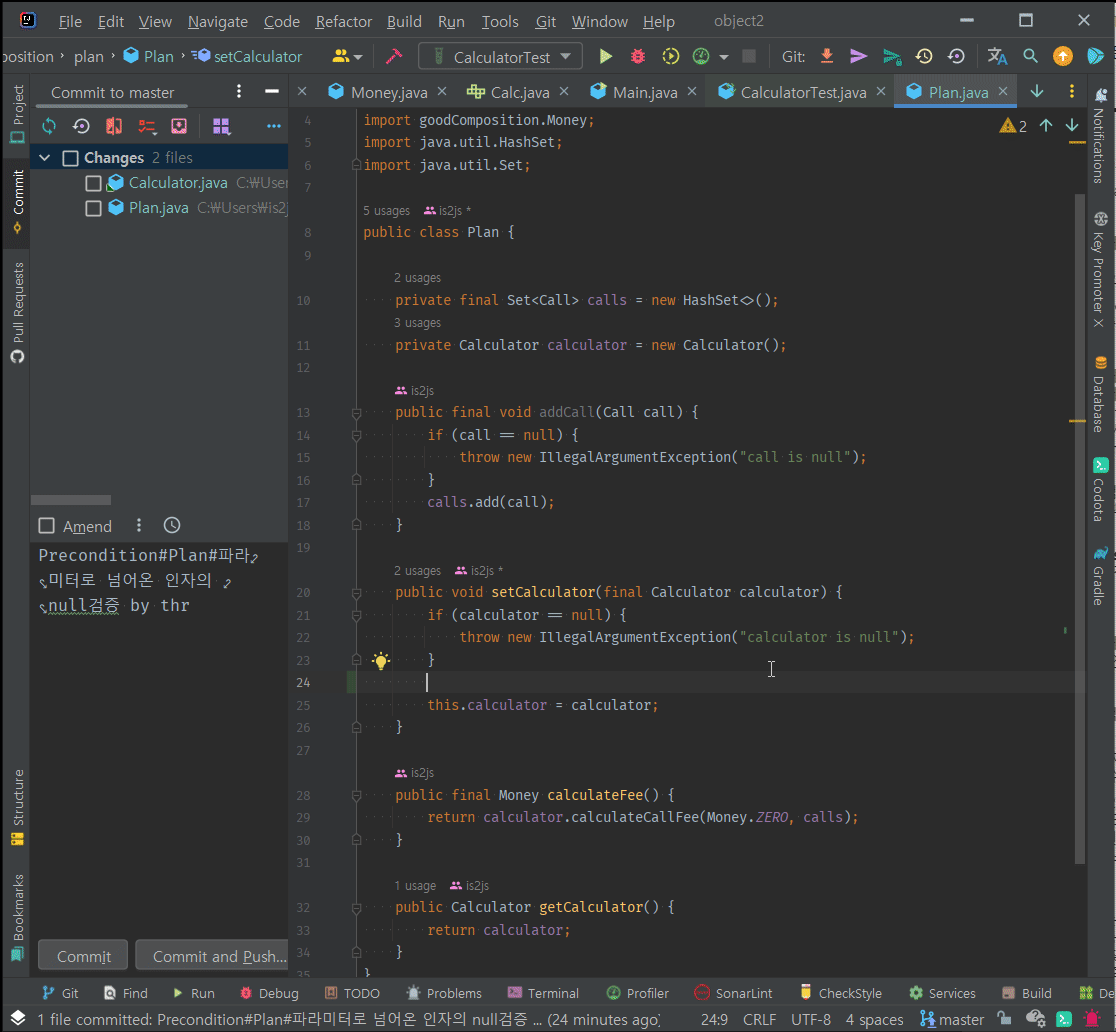 File Edit View Navigate Code Refactor Build Run Tools Git Window Help object2
position plan Plan setCalculator CalculatorTest Git:
Commit to master
Money.java Calc.java Main.java CalculatorTest.java Plan.java
Project
Commit
Pull Requests
Structure
Bookmarks
Changes 2 files
Calculator.java C:₩User
Plan.java C:₩Users₩is2j
Amend
Precondition#Plan#파라
미터로 넘어온 인자의
null검증 by thr
Commit Commit and Push...
2
4 import goodComposition.Money;
5 import java.util.HashSet;
6 import java.util.Set;
7
5 usages is2js *
8 public class Plan {
9
2 usages
10 private final Set<Call> calls = new HashSet<>();
3 usages
11 private Calculator calculator = new Calculator();
12
is2js
13 public final void addCall(Call call) {
14 if (call == null) {
15 throw new IllegalArgumentException("call is null");
16 }
17 calls.add(call);
18 }
19
2 usages is2js *
20 public void setCalculator(final Calculator calculator) {
21 if (calculator == null) {
22 throw new IllegalArgumentException("calculator is null");
23 }
24
25 this.calculator = calculator;
26 }
27
is2js
28 public final Money calculateFee() {
29 return calculator.calculateCallFee(Money.ZERO, calls);
30 }
31
1 usage is2js
32 public Calculator getCalculator() {
33 return calculator;
34 }
35 }
Notifications
Key Promoter X
Database
Codota
Gradle
Git Find Run Debug TODO Problems Terminal Profiler SonarLint CheckStyle Services Build De
1 file committed: Precondition#Plan#파라미터로 넘어온 인자의 null검증 ... (24 minutes ago) 24:9 CRLF UTF-8 4 spaces master